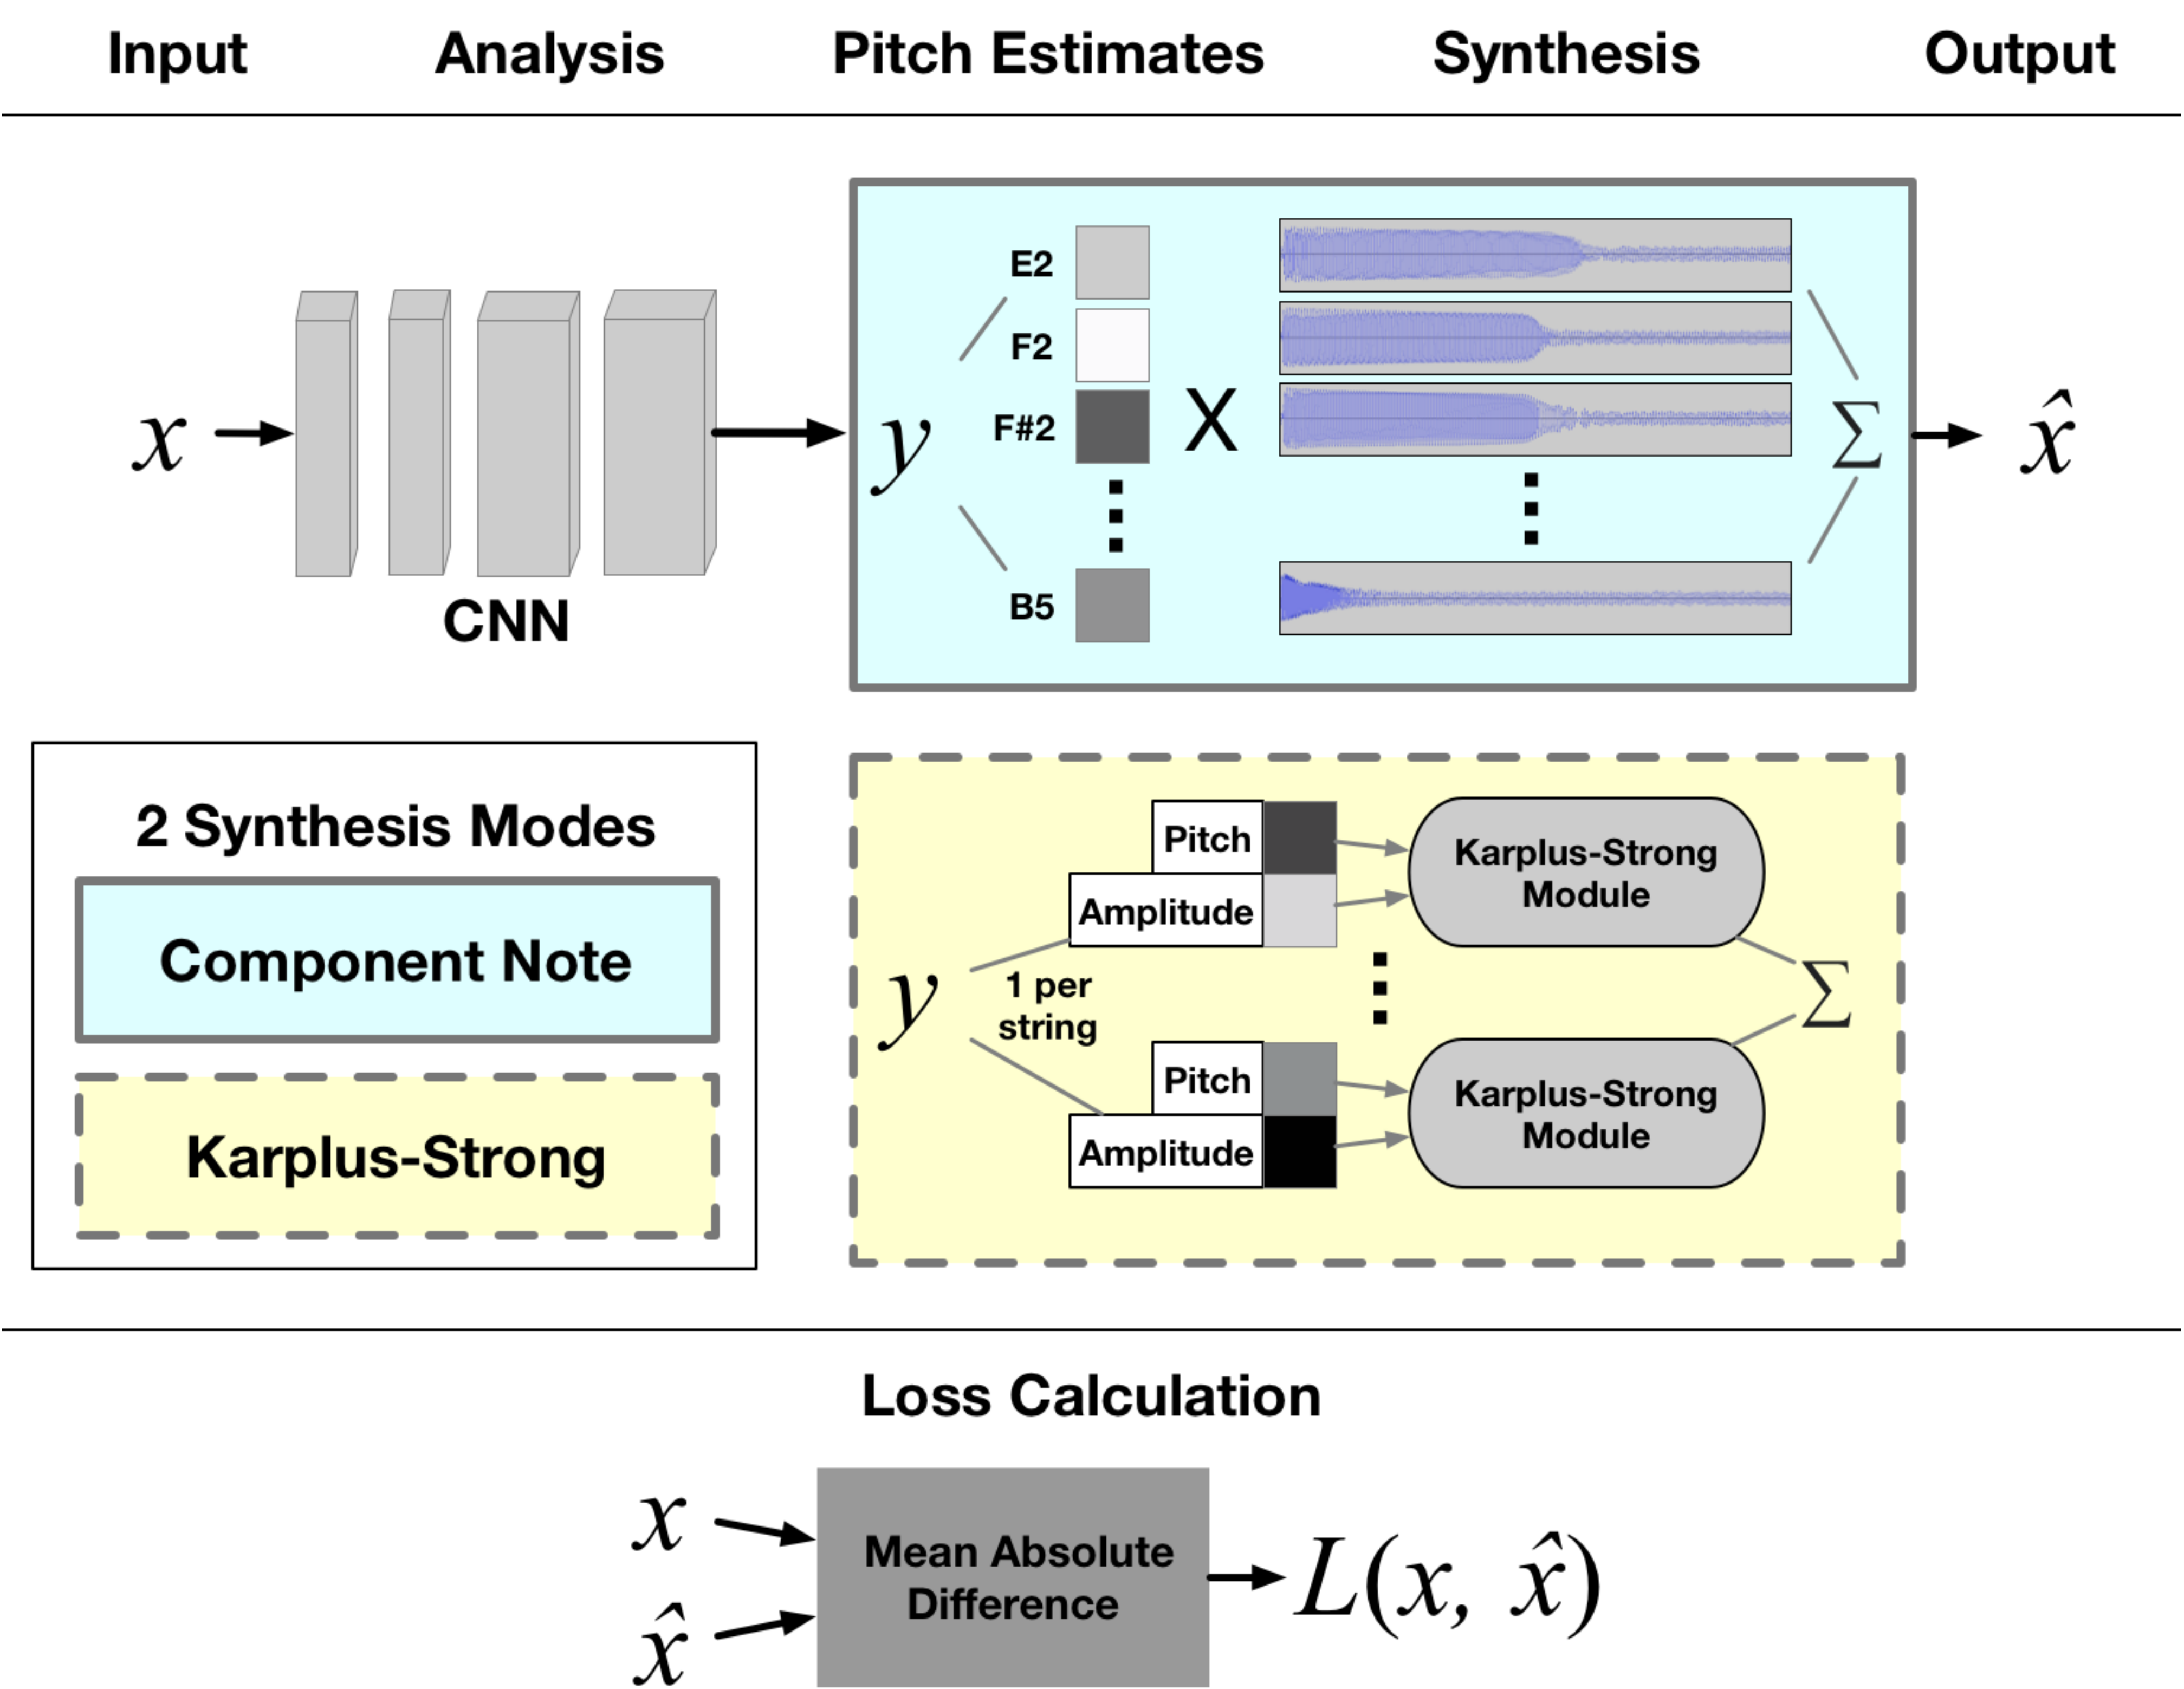 Input Analysis Pitch Estimates Synthesis Output
E2
F2
x y F#2 X Σ x̂
B5
CNN
2 Synthesis Modes
Component Note
Karplus-Strong
Pitch
Amplitude
Karplus-Strong
Module
y
1 per
string
Σ
Pitch
Amplitude
Karplus-Strong
Module
Loss Calculation
x
x̂
Mean Absolute
Difference
L(x, x̂)